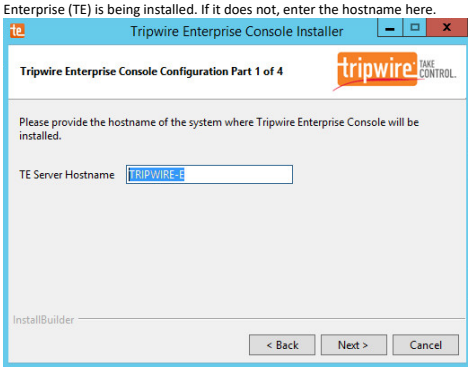 Enterprise (TE) is being installed. If it does not, enter the hostname here.
te Tripwire Enterprise Console Installer
Tripwire Enterprise Console Configuration Part 1 of 4
tripwire TAKE CONTROL.
Please provide the hostname of the system where Tripwire Enterprise Console will be
installed.
TE Server Hostname TRIPWIRE-E
InstallBuilder
< Back Next > Cancel